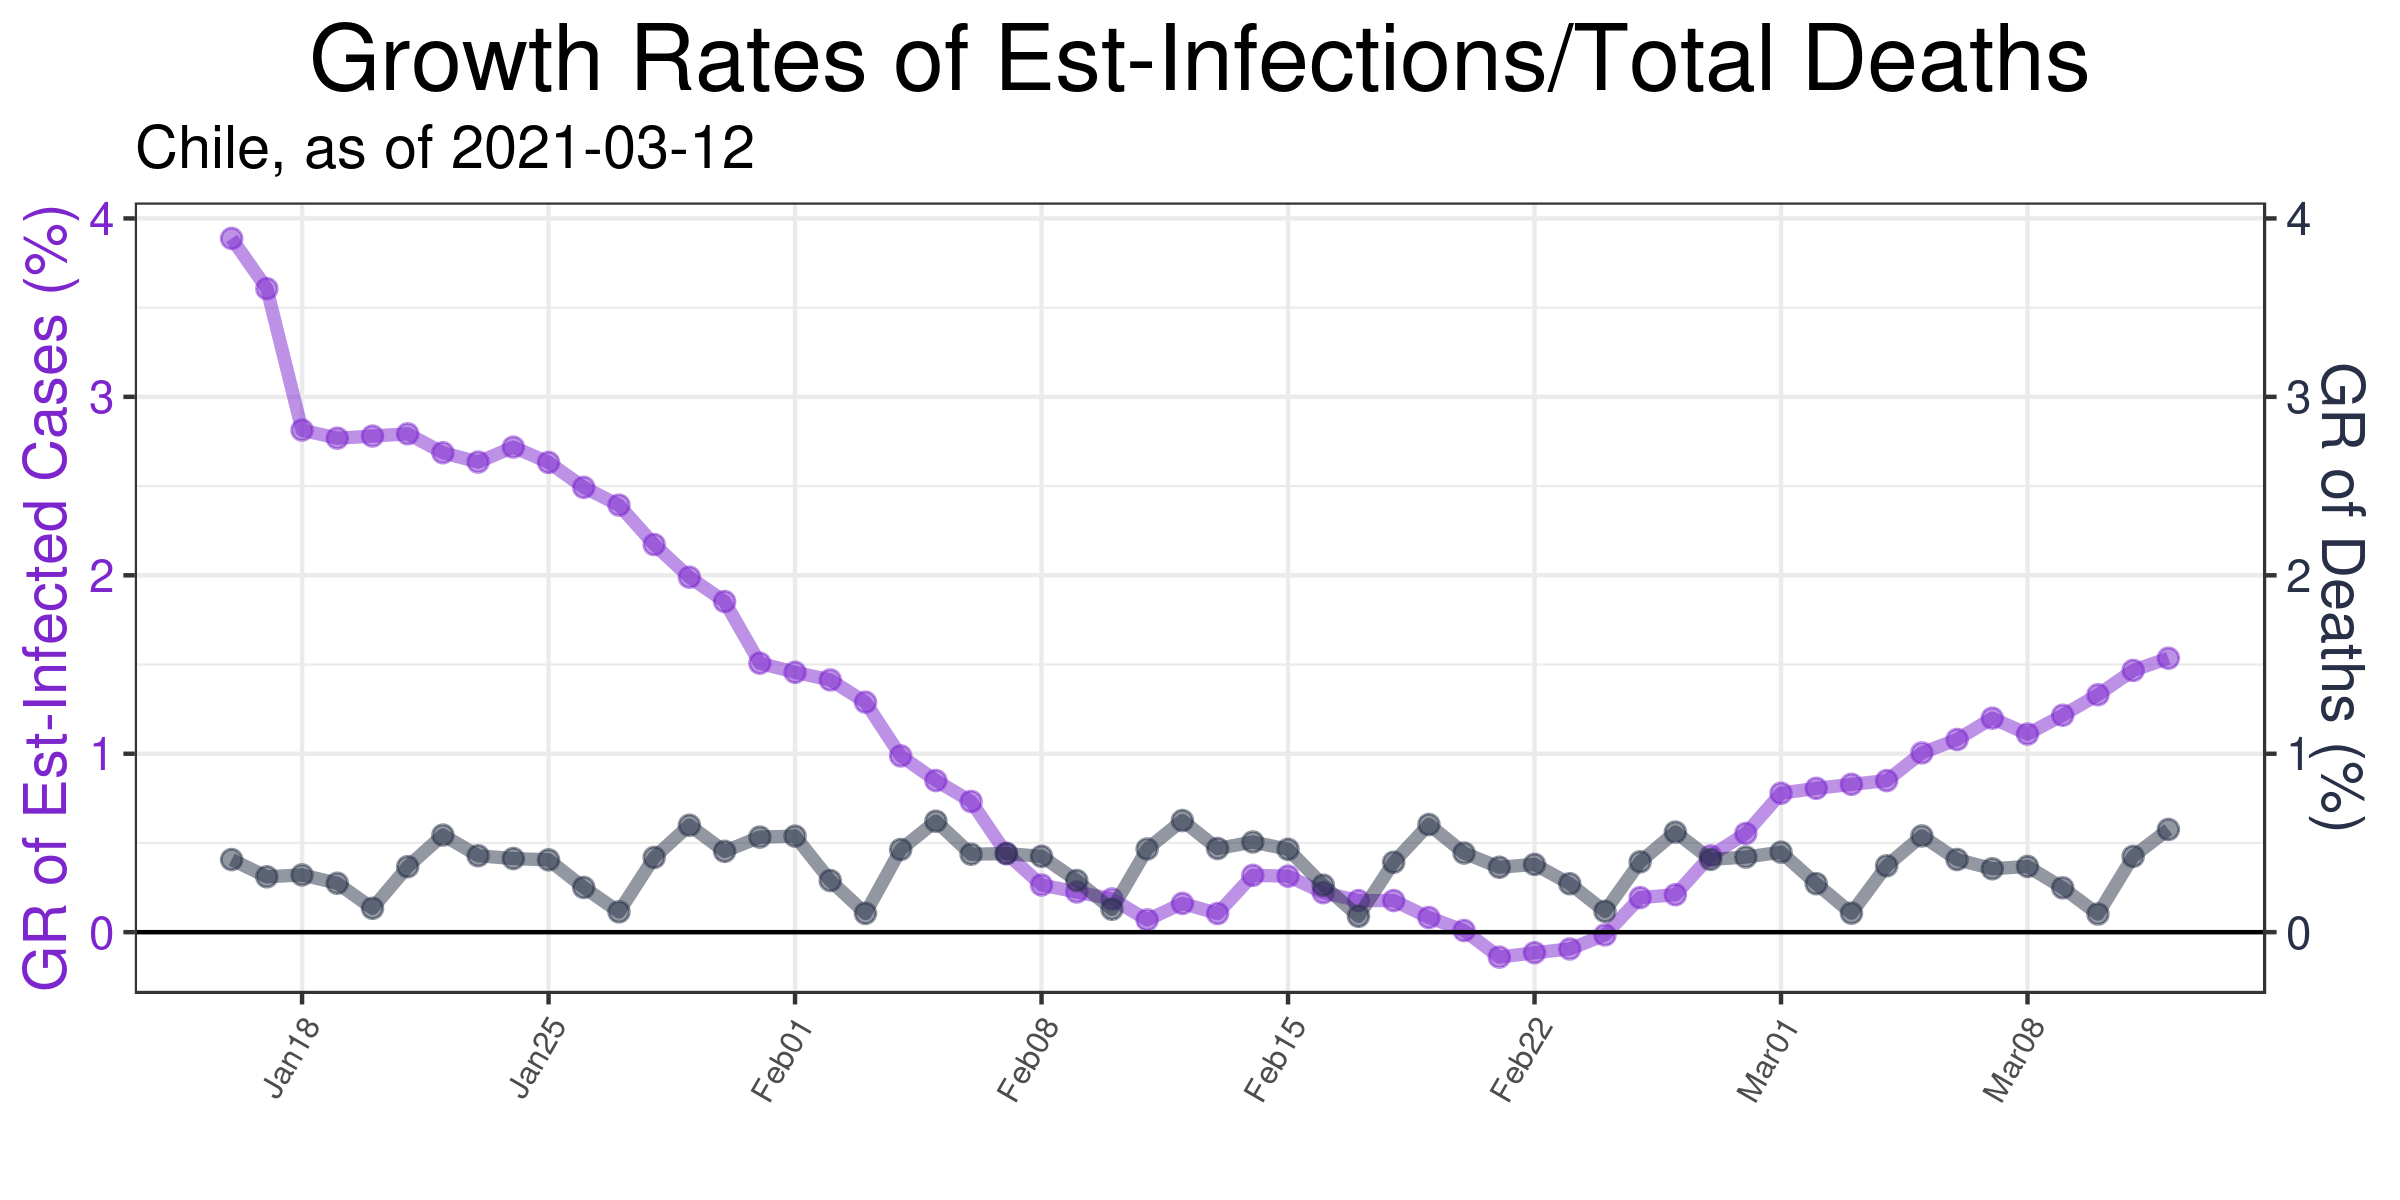 Growth Rates of Est-Infections/Total Deaths
Chile, as of 2021-03-12
GR of Est-Infected Cases (%)
4
3
2
1
0
4
3
2
1
0
GR of Deaths (%)
Jan18
Jan25
Feb01
Feb08
Feb15
Feb22
Mar01
Mar08